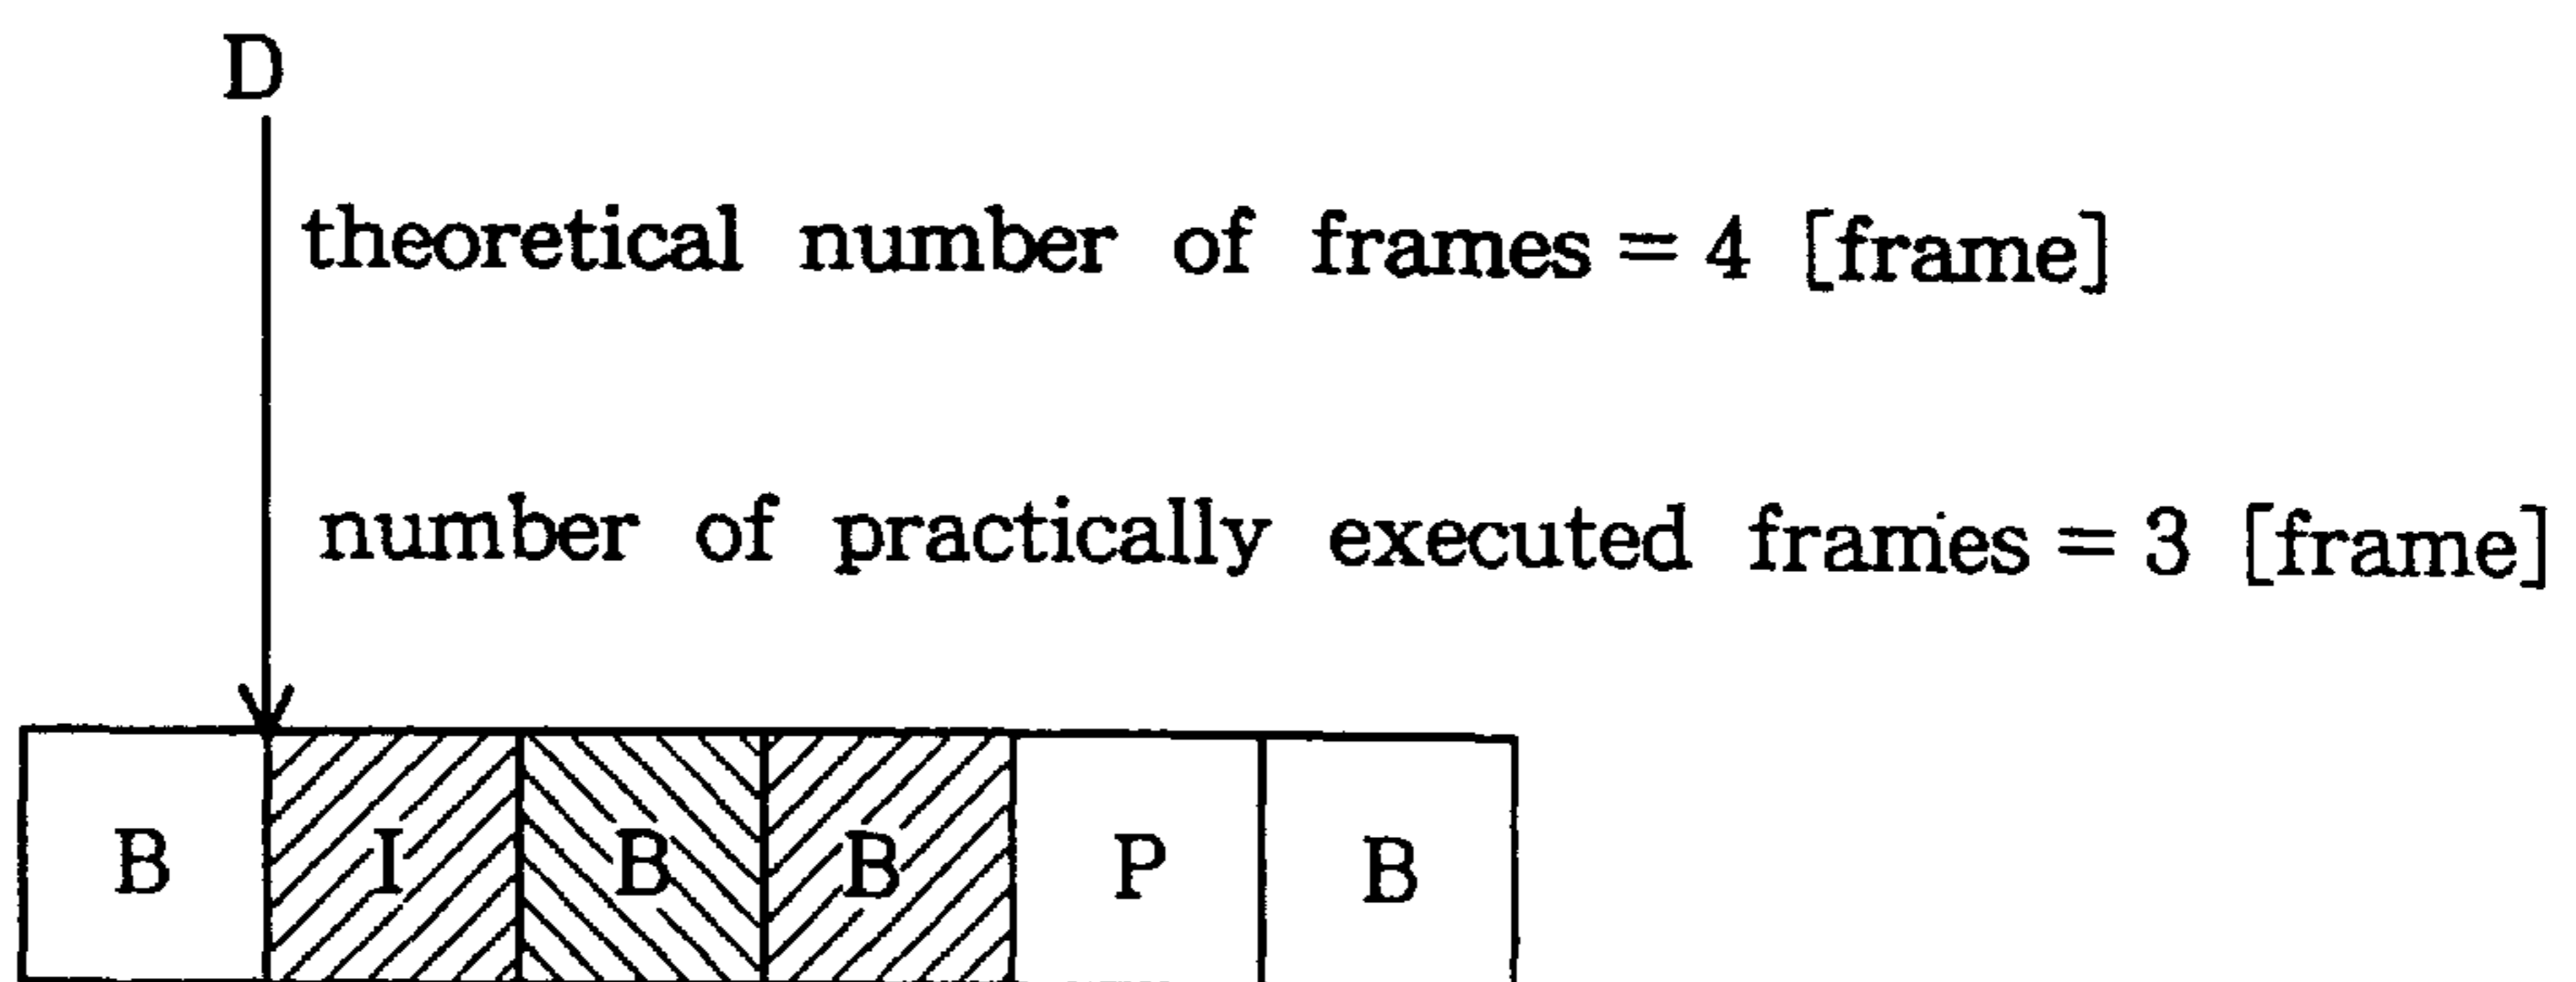 D
theoretical number of frames = 4 [frame]
number of practically executed frames = 3 [frame]
B I B B P B